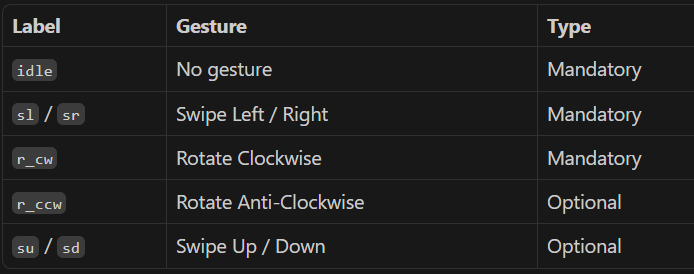 Label Gesture Type
idle No gesture Mandatory
sl / sr Swipe Left / Right Mandatory
r_cw Rotate Clockwise Mandatory
r_ccw Rotate Anti-Clockwise Optional
su / sd Swipe Up / Down Optional